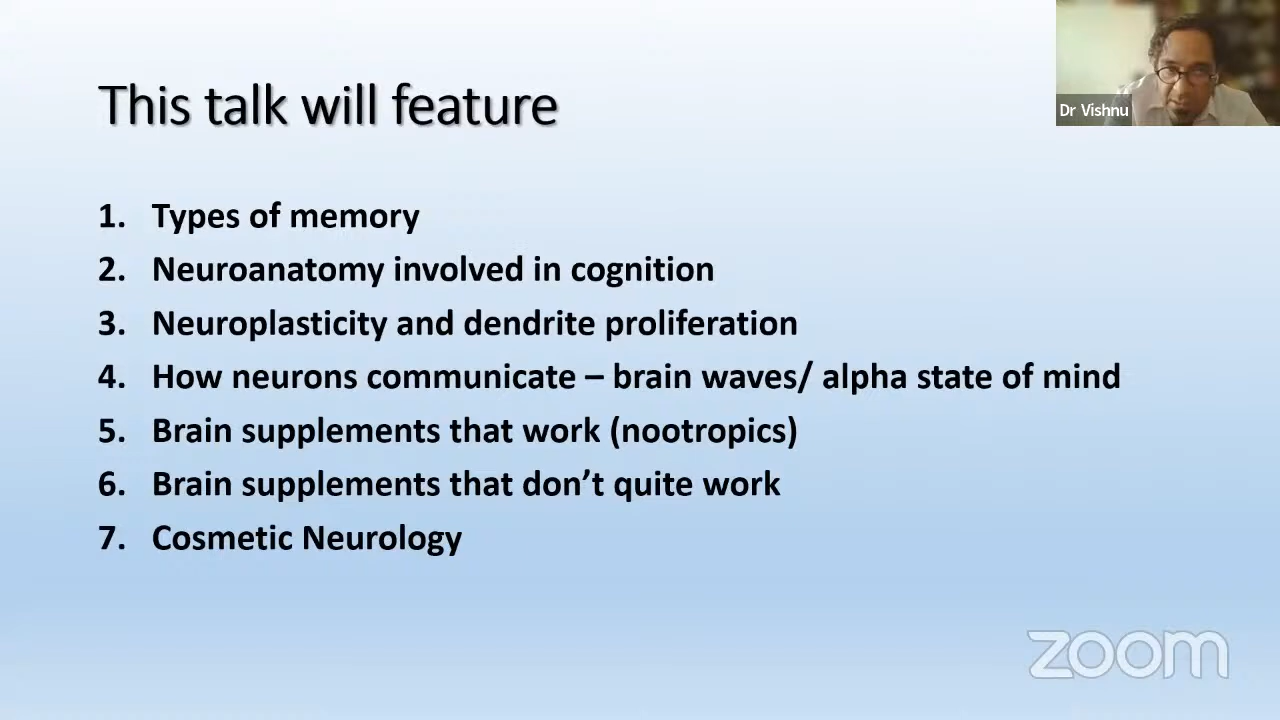 This talk will feature
Dr Vishnu
1. Types of memory
2. Neuroanatomy involved in cognition
3. Neuroplasticity and dendrite proliferation
4. How neurons communicate – brain waves/ alpha state of mind
5. Brain supplements that work (nootropics)
6. Brain supplements that don’t quite work
7. Cosmetic Neurology
zoom